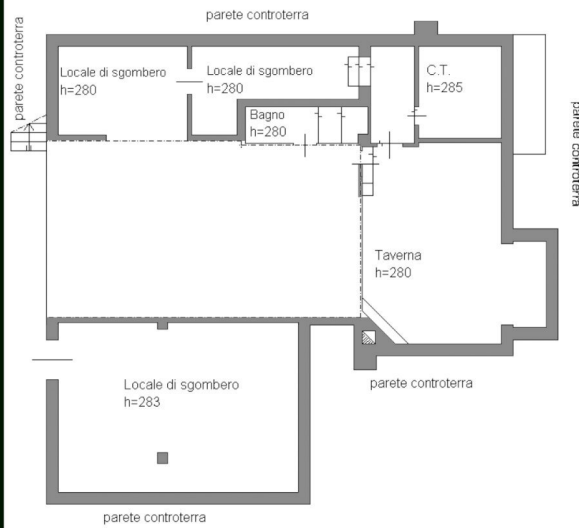 parete controterra
parete controterra
Locale di sgombero
h=280
Locale di sgombero
h=280
C.T.
h=285
Bagno
h=280
parete controterra
Taverna
h=280
Locale di sgombero
h=283
parete controterra
parete controterra